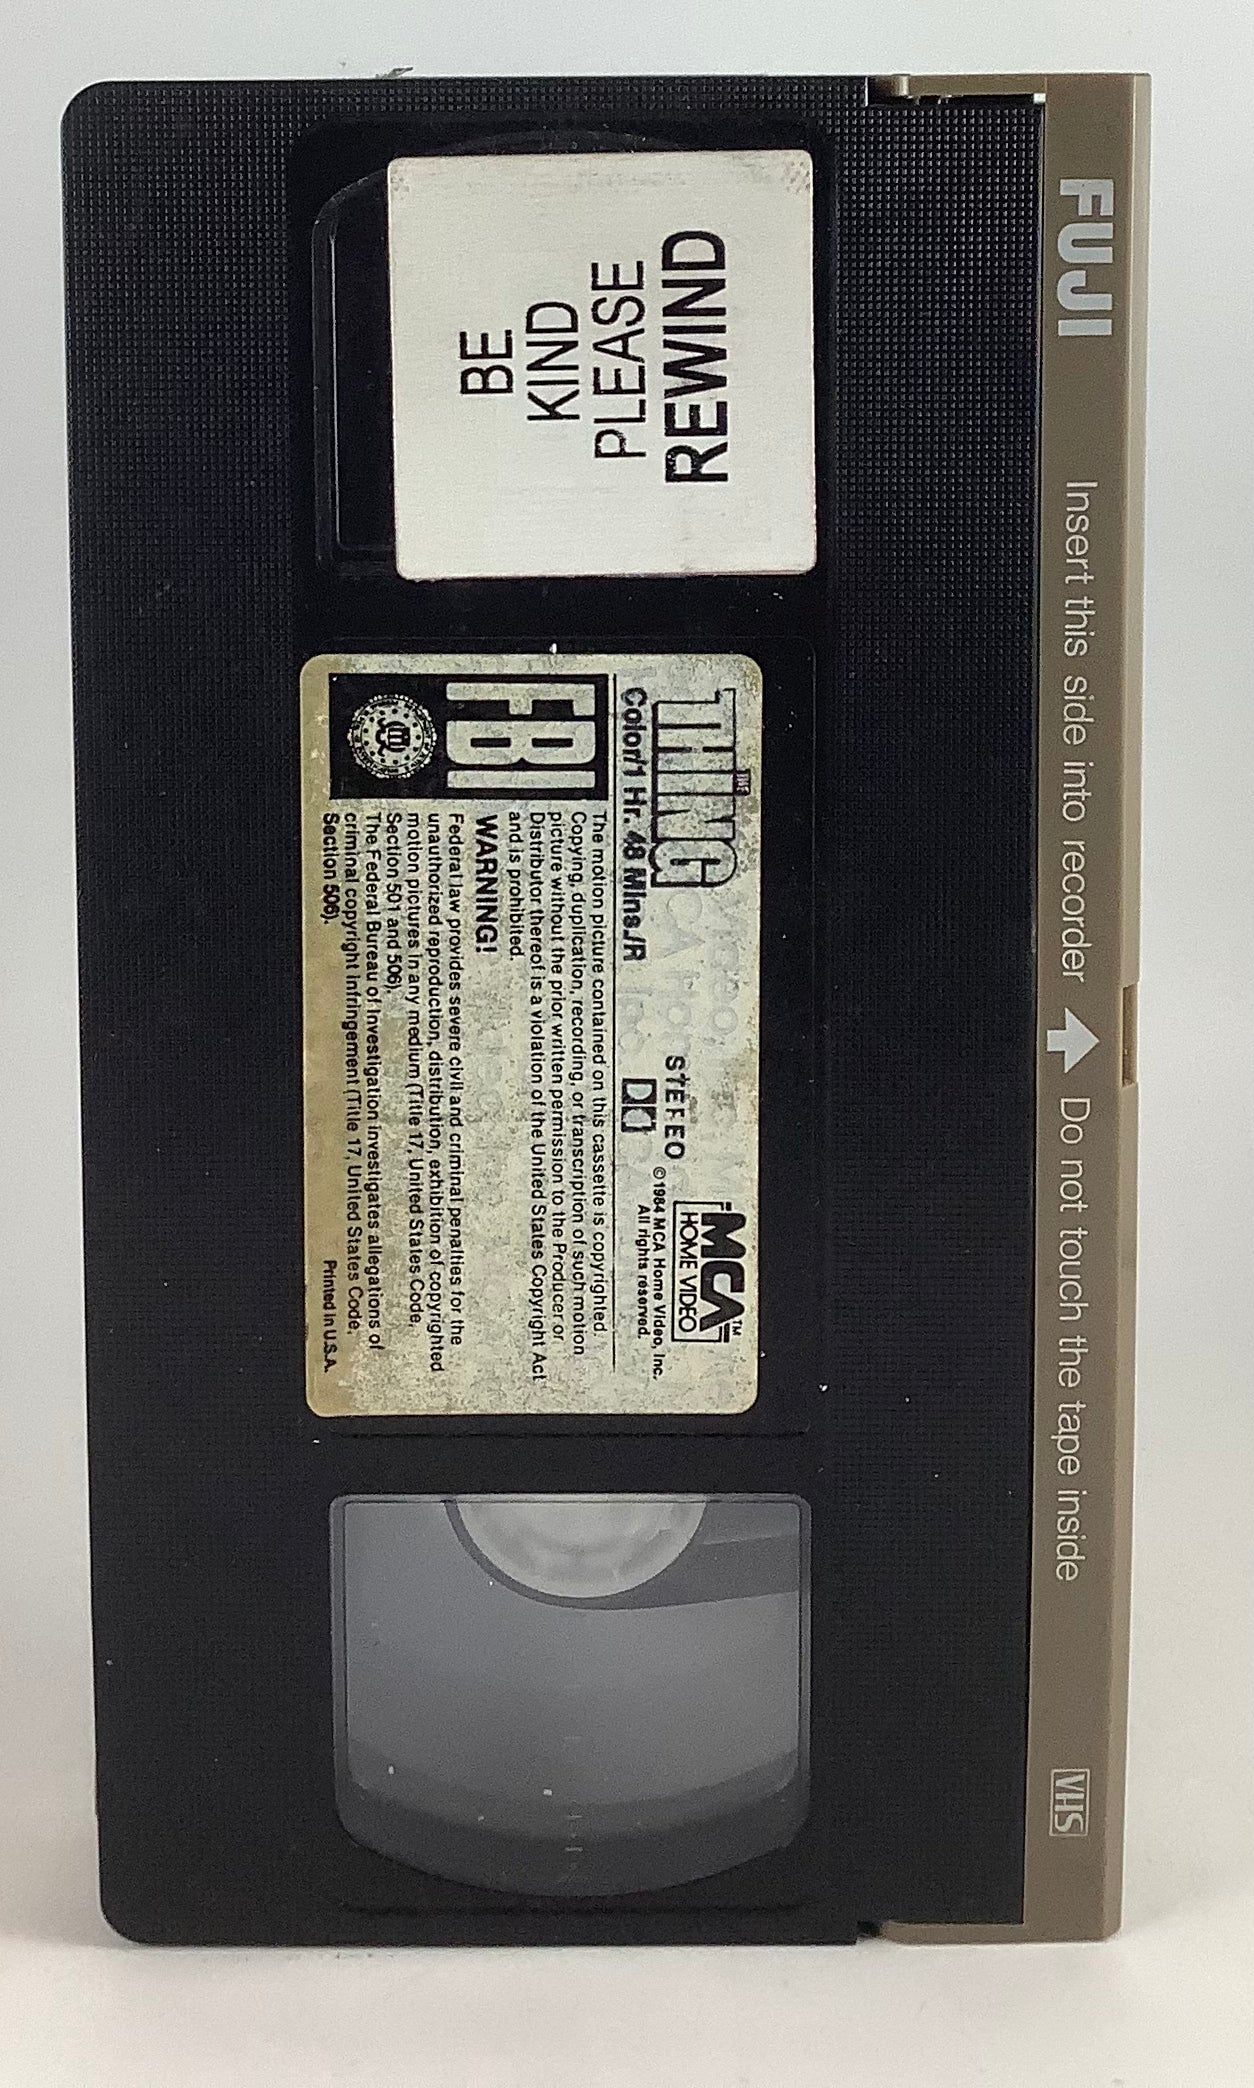 BE
KIND
PLEASE
REWIND
THE
THING
Color/1 Hr. 48 Mins./R
STEREO
MCA™
HOME VIDEO
©1984 MCA Home Video, Inc.
All rights reserved.
FBI
The motion picture contained on this cassette is copyrighted.
Copying, duplication, recording, or transcription of such motion
picture without the prior written permission to the Producer or
Distributor thereof is a violation of the United States Copyright Act
and is prohibited.
WARNING!
Federal law provides severe civil and criminal penalties for the
unauthorized reproduction, distribution, exhibition of copyrighted
motion pictures in any medium (Title 17, United States Code,
Section 501 and 506).
The Federal Bureau of Investigation investigates allegations of
criminal copyright infringement (Title 17, United States Code,
Section 506).
Printed in U.S.A.
FUJI
Insert this side into recorder
Do not touch the tape inside
VHS